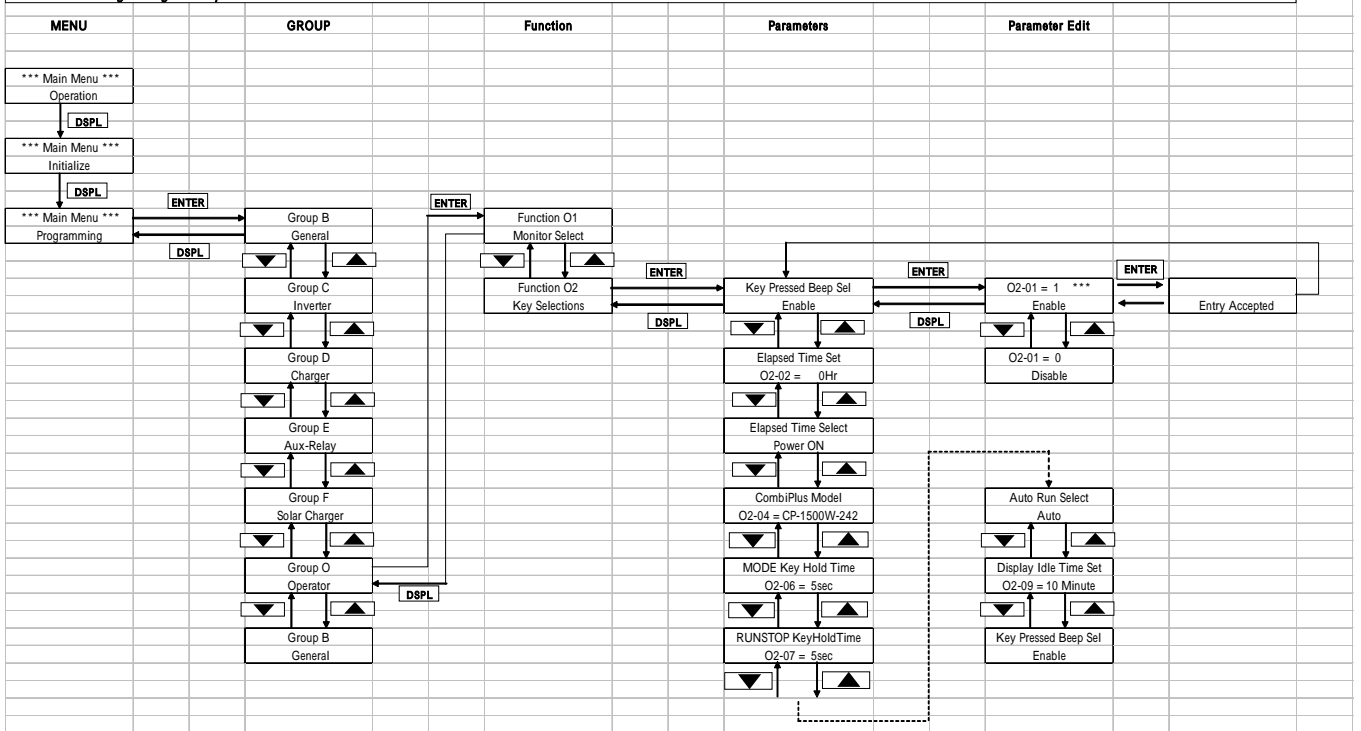 MENU GROUP Function Parameters Parameter Edit
*** Main Menu ***
Operation
DSPL
*** Main Menu ***
Initialize
DSPL
*** Main Menu ***
Programming
ENTER
DSPL
Group B
General
Group C
Inverter
Group D
Charger
Group E
Aux-Relay
Group F
Solar Charger
Group O
Operator
Group B
General
ENTER
DSPL
Function O1
Monitor Select
Function O2
Key Selections
ENTER
DSPL
Key Pressed Beep Sel
Enable
Elapsed Time Set
O2-02 = 0Hr
Elapsed Time Select
Power ON
CombiPlus Model
O2-04 = CP-1500W-242
MODE Key Hold Time
O2-06 = 5sec
RUNSTOP KeyHoldTime
O2-07 = 5sec
ENTER
DSPL
O2-01 = 1 ***
Enable
O2-01 = 0
Disable
ENTER
Entry Accepted
Auto Run Select
Auto
Display Idle Time Set
O2-09 = 10 Minute
Key Pressed Beep Sel
Enable